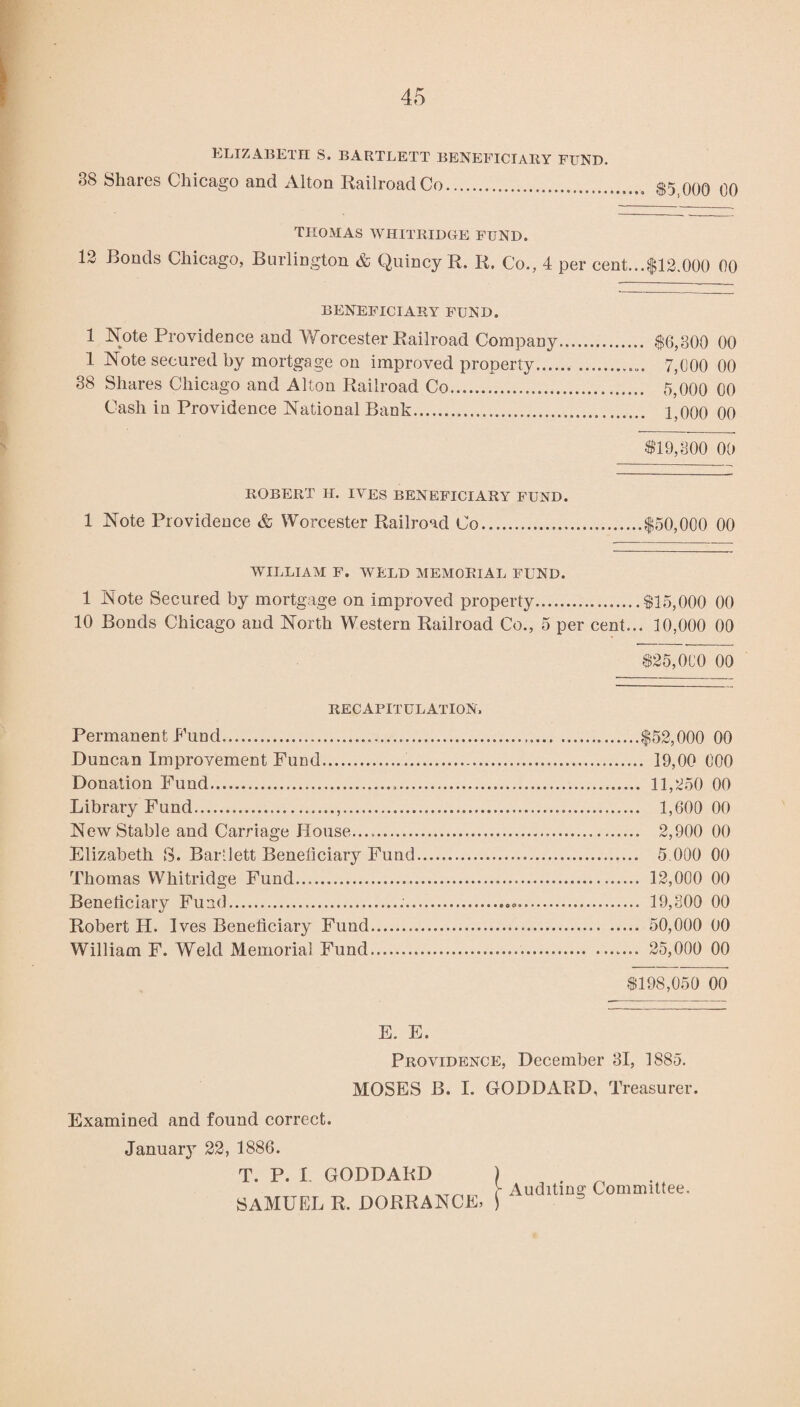 45
ELIZABETH S. BARTLETT BENEFICIARY FUND.
38 Shares Chicago and Alton Railroad Co.................................. $5,000 00
THOMAS WHITRIDGE FUND.
12 Bonds Chicago, Burlington & Quincy R. R. Co., 4 per cent...$12.000 00
BENEFICIARY FUND.
1 Note Providence and Worcester Railroad Company............... $6,300 00
1 Note secured by mortgage on improved property................... 7,000 00
38 Shares Chicago and Alton Railroad Co.................................. 5,000 00
Cash in Providence National Bank........................................ 1,000 00
$19,300 00
ROBERT H. IVES BENEFICIARY FUND.
1 Note Providence & Worcester Railroad Co............................$50,000 00
WILLIAM F. WELD MEMORIAL FUND.
1 Note Secured by mortgage on improved property..................$15,000 00
10 Bonds Chicago and North Western Railroad Co., 5 per cent... 10,000 00
$25,000 00
RECAPITULATION.
Permanent Fund......................................................................$52,000 00
Duncan Improvement Fund...................................................... 19,00 000
Donation Fund......................................................................... 11,250 00
Library Fund............................................................................ 1,600 00
New Stable and Carriage House................................................. 2,900 00
Elizabeth S. Bartlett Beneficiary Fund...................................... 5.000 00
Thomas Whitridge Fund........................................................... 12,000 00
Beneficiary Fund...................................................................... 19,300 00
Robert H. Ives Beneficiary Fund............................................. 50,000 00
William F. Weld Memorial Fund............................................. 25,000 00
$198,050 00
E. E.
PROVIDENCE, December 31, 1885.
MOSES B. I. GODDARD, Treasurer.
Examined and found correct.
January 22, 1886.
T. P. I. GODDARD
SAMUEL R. DORRANCE, } Auditing Committee.